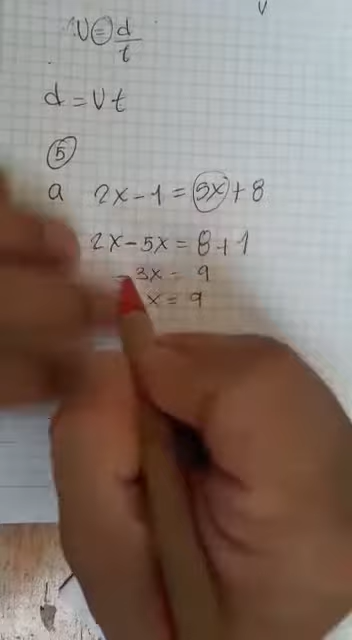 V
V = d/t
d = Vt
5
a 2x - 1 = 5x + 8
2x - 5x = 8 + 1
- 3x = 9
x = 9